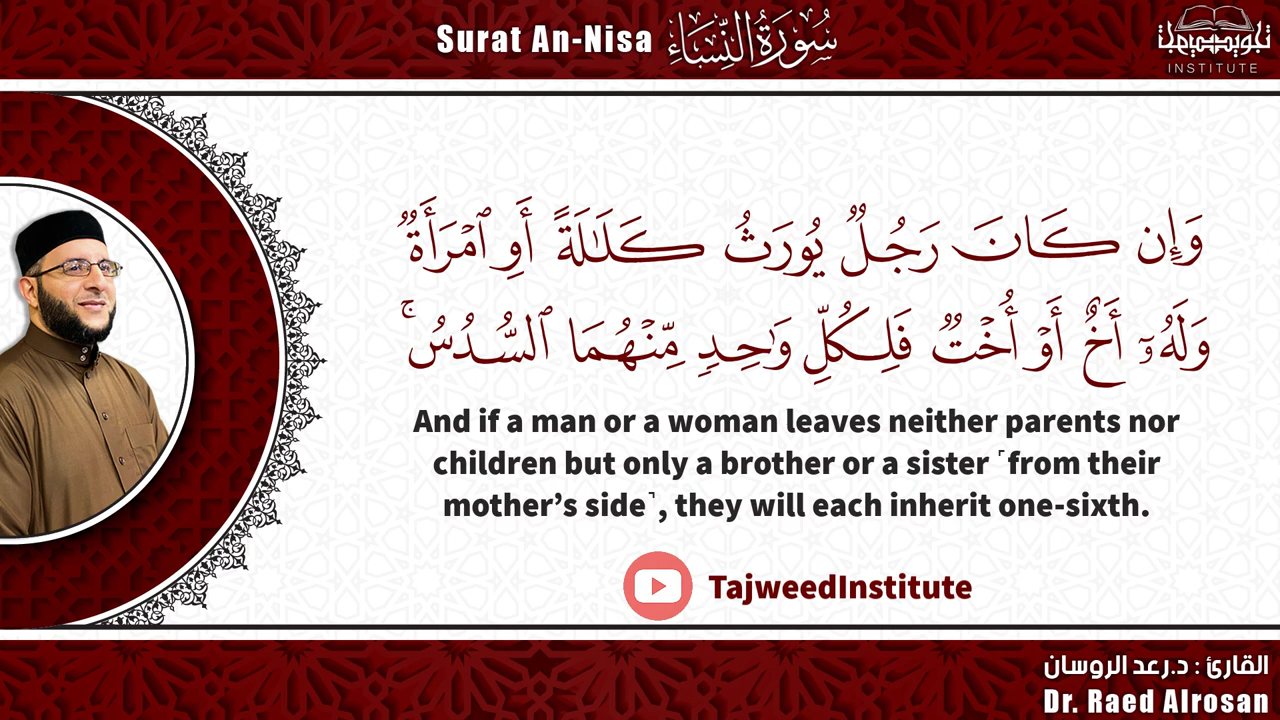 Surat An-Nisa سُورَةُ النِّسَاءِ
تجويد
INSTITUTE
وَإِن كَانَ رَجُلٌ يُورَثُ كَلَـٰلَةً أَوِ ٱمْرَأَةٌ
وَلَهُۥٓ أَخٌ أَوْ أُخْتٌ فَلِكُلِّ وَٰحِدٍ مِّنْهُمَا ٱلسُّدُسُ ۚ
And if a man or a woman leaves neither parents nor
children but only a brother or a sister ˹from their
mother’s side˺, they will each inherit one-sixth.
TajweedInstitute
القارئ : د.رعد الروسان
Dr. Raed Alrosan